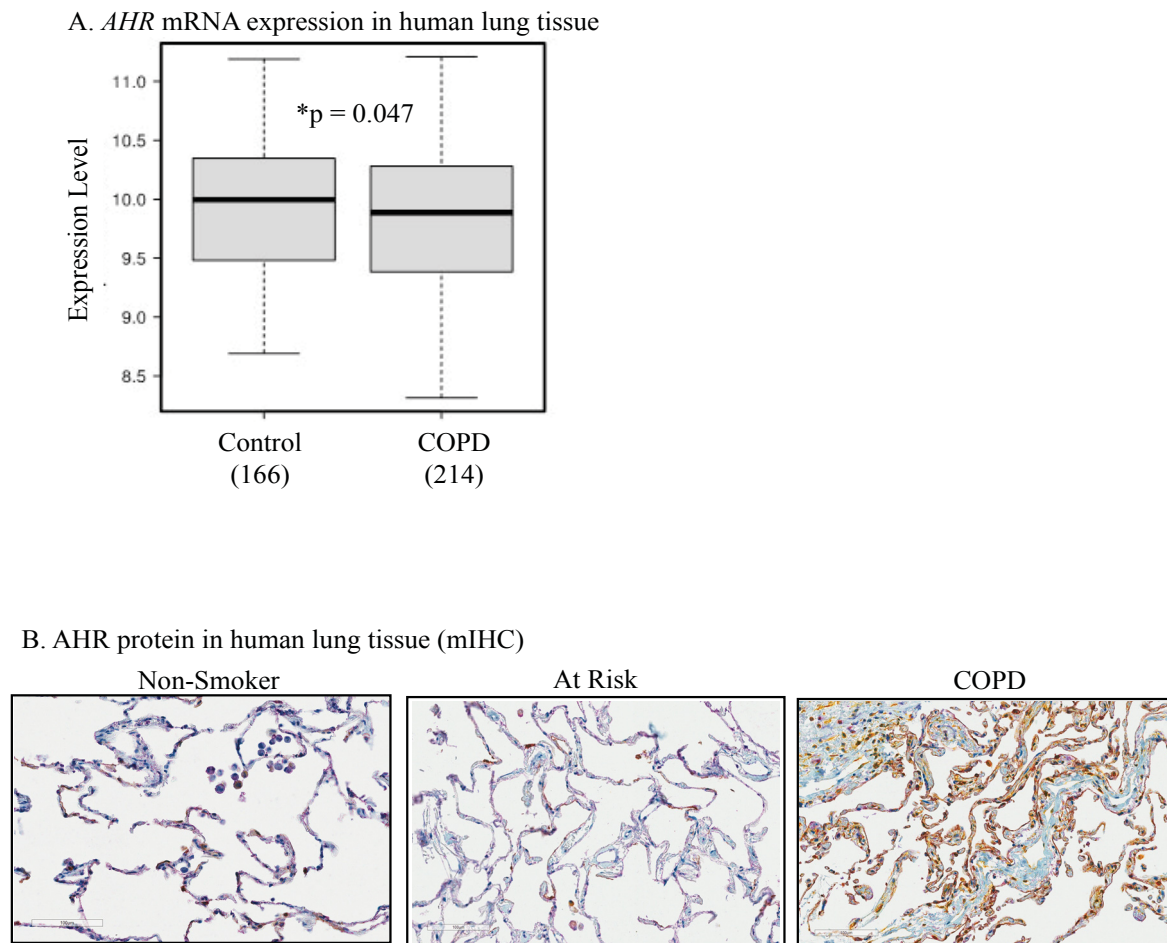 A. AHR mRNA expression in human lung tissue
*p = 0.047
Expression Level
11.0
10.5
10.0
9.5
9.0
8.5
Control
(166)
COPD
(214)
B. AHR protein in human lung tissue (mIHC)
Non-Smoker
At Risk
COPD